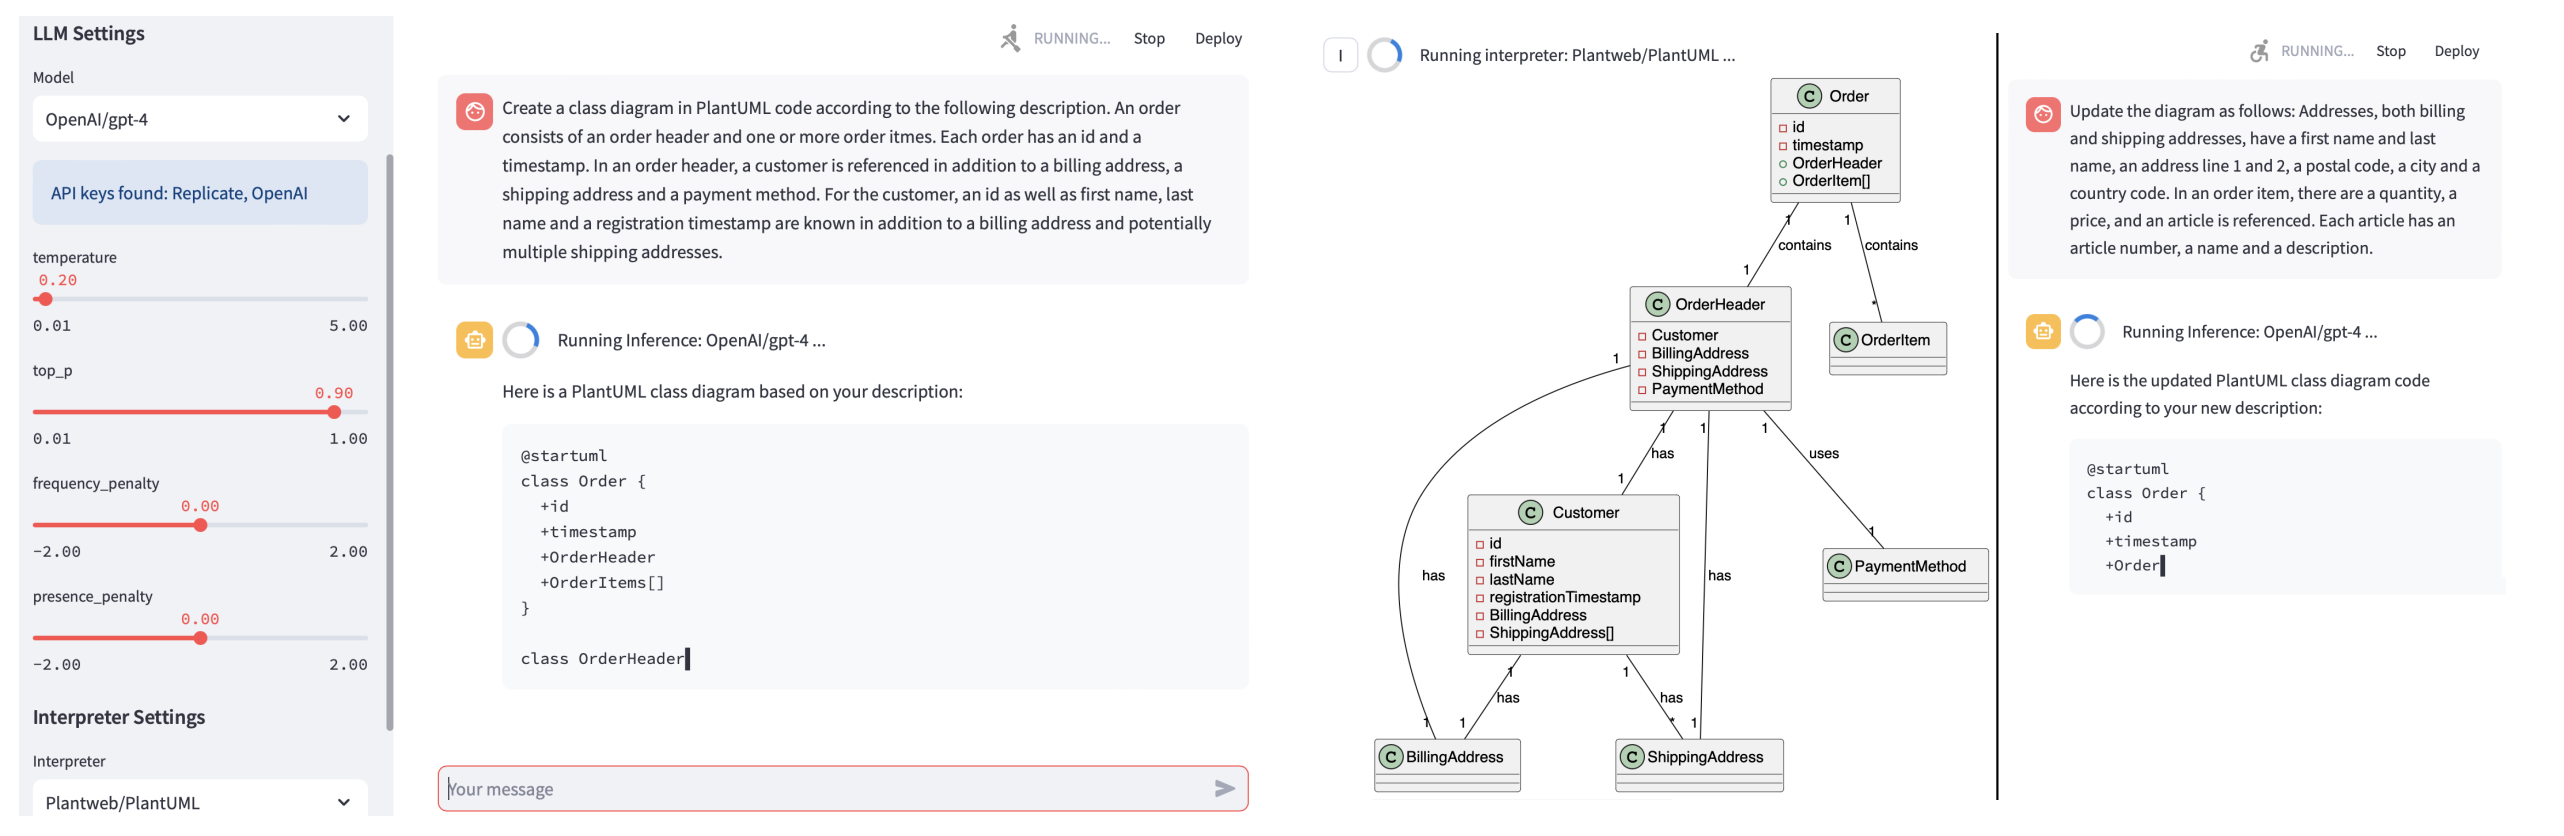 LLM Settings
Model
OpenAI/gpt-4
API keys found: Replicate, OpenAI
temperature
0.20
0.01 5.00
top_p
0.90
0.01 1.00
frequency_penalty
0.00
-2.00 2.00
presence_penalty
0.00
-2.00 2.00
Interpreter Settings
Interpreter
Plantweb/PlantUML
RUNNING... Stop Deploy
Create a class diagram in PlantUML code according to the following description. An order
consists of an order header and one or more order itmes. Each order has an id and a
timestamp. In an order header, a customer is referenced in addition to a billing address, a
shipping address and a payment method. For the customer, an id as well as first name, last
name and a registration timestamp are known in addition to a billing address and potentially
multiple shipping addresses.
Running Inference: OpenAI/gpt-4 ...
Here is a PlantUML class diagram based on your description:
@startuml
class Order {
+id
+timestamp
+OrderHeader
+OrderItems[]
}
class OrderHeader
Your message
I
Running interpreter: Plantweb/PlantUML ...
C Order
id
timestamp
OrderHeader
OrderItem[]
1 1
contains contains
1 *
C OrderHeader
Customer
BillingAddress
ShippingAddress
PaymentMethod
C OrderItem
1
1 1 1
has uses
1 1
C Customer
id
firstName
lastName
registrationTimestamp
BillingAddress
ShippingAddress[]
C PaymentMethod
has has
1 1
has has
1 1 * 1
C BillingAddress
C ShippingAddress
RUNNING... Stop Deploy
Update the diagram as follows: Addresses, both billing
and shipping addresses, have a first name and last
name, an address line 1 and 2, a postal code, a city and a
country code. In an order item, there are a quantity, a
price, and an article is referenced. Each article has an
article number, a name and a description.
Running Inference: OpenAI/gpt-4 ...
Here is the updated PlantUML class diagram code
according to your new description:
@startuml
class Order {
+id
+timestamp
+Order